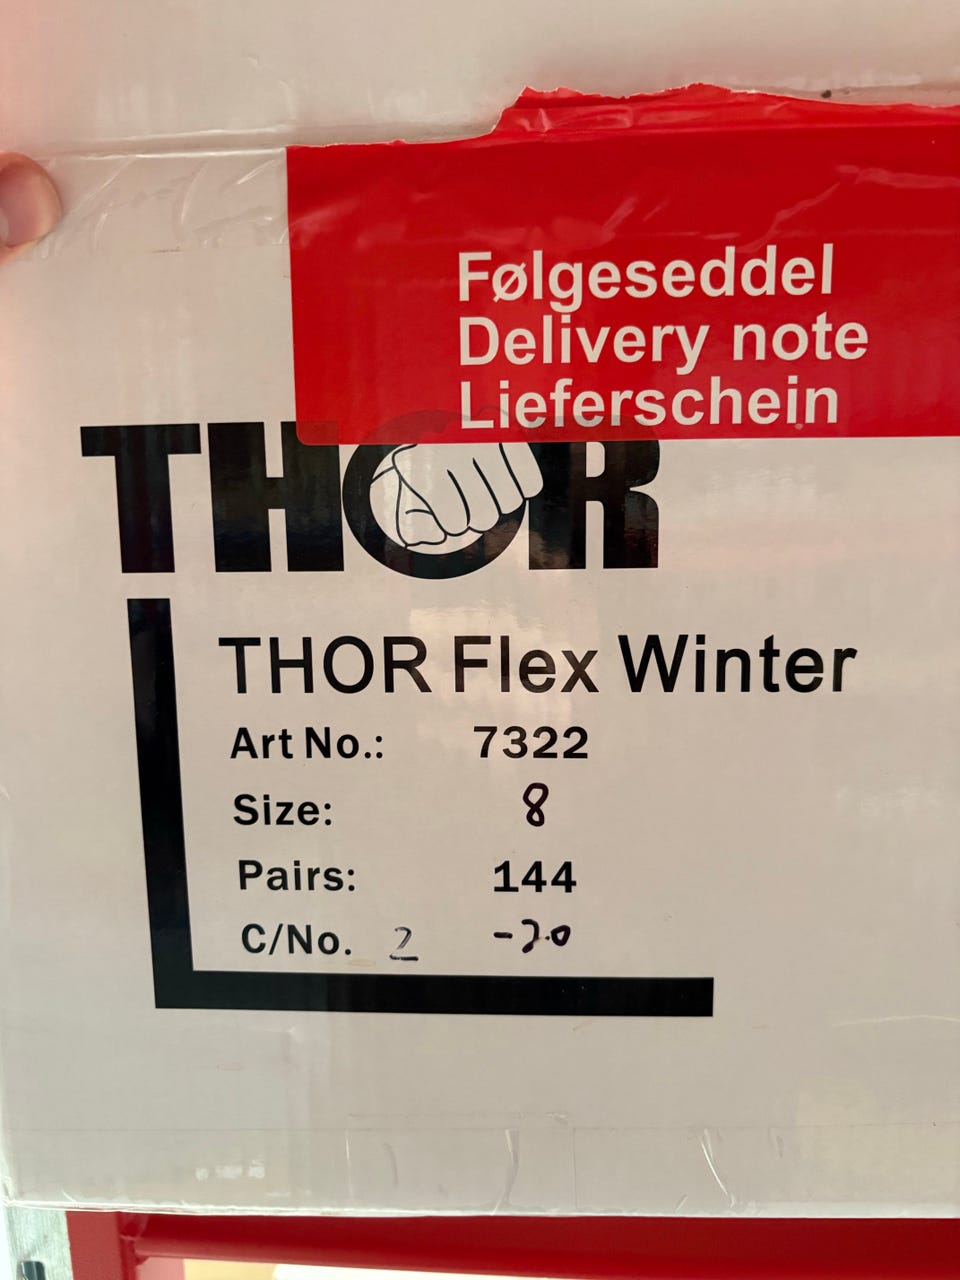 Følgeseddel
Delivery note
Lieferschein
THOR
THOR Flex Winter
Art No.: 7322
Size: 8
Pairs: 144
C/No. 2 -20